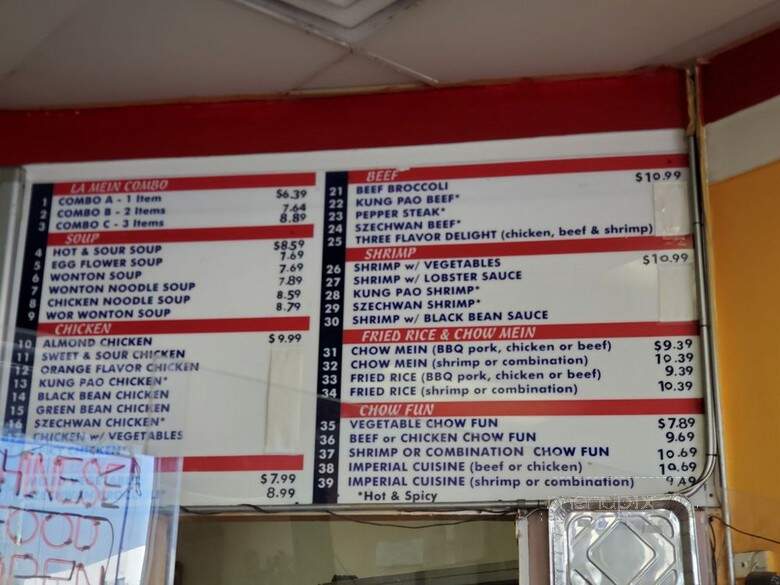 LA MEIN COMBO
1 COMBO A - 1 Item $6.39
2 COMBO B - 2 Items 7.64
3 COMBO C - 3 Items 8.89
SOUP
4 HOT & SOUR SOUP $8.59
5 EGG FLOWER SOUP 7.69
6 WONTON SOUP 7.69
7 WONTON NOODLE SOUP 7.89
8 CHICKEN NOODLE SOUP 8.59
9 WOR WONTON SOUP 8.79
CHICKEN
10 ALMOND CHICKEN $9.99
11 SWEET & SOUR CHICKEN
12 ORANGE FLAVOR CHICKEN
13 KUNG PAO CHICKEN*
14 BLACK BEAN CHICKEN
15 GREEN BEAN CHICKEN
16 SZECHWAN CHICKEN*
CHICKEN w/ VEGETABLES
CHICKEN*
$7.99
8.99
BEEF
21 BEEF BROCCOLI $10.99
22 KUNG PAO BEEF*
23 PEPPER STEAK*
24 SZECHWAN BEEF*
25 THREE FLAVOR DELIGHT (chicken, beef & shrimp)
SHRIMP
26 SHRIMP w/ VEGETABLES $10.99
27 SHRIMP w/ LOBSTER SAUCE
28 KUNG PAO SHRIMP*
29 SZECHWAN SHRIMP*
30 SHRIMP w/ BLACK BEAN SAUCE
FRIED RICE & CHOW MEIN
31 CHOW MEIN (BBQ pork, chicken or beef) $9.39
32 CHOW MEIN (shrimp or combination) 10.39
33 FRIED RICE (BBQ pork, chicken or beef) 9.39
34 FRIED RICE (shrimp or combination) 10.39
CHOW FUN
35 VEGETABLE CHOW FUN $7.89
36 BEEF or CHICKEN CHOW FUN 9.69
37 SHRIMP OR COMBINATION CHOW FUN 10.69
38 IMPERIAL CUISINE (beef or chicken) 10.69
39 IMPERIAL CUISINE (shrimp or combination) 9.49
*Hot & Spicy
CHINESE
FOOD
OPEN
menupix